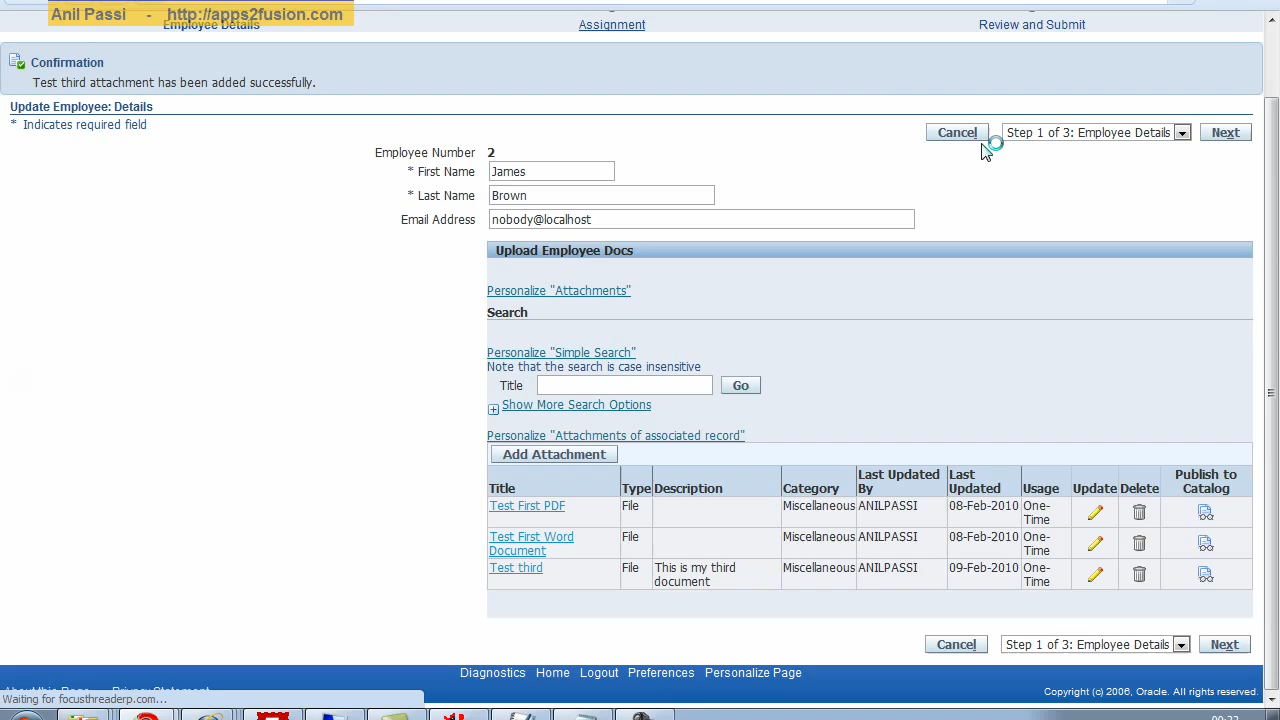 Anil Passi - http://apps2fusion.com
Employee Details Assignment Review and Submit
Confirmation
Test third attachment has been added successfully.
Update Employee: Details
* Indicates required field
Cancel Step 1 of 3: Employee Details Next
Employee Number 2
* First Name James
* Last Name Brown
Email Address nobody@localhost
Upload Employee Docs
Personalize "Attachments"
Search
Personalize "Simple Search"
Note that the search is case insensitive
Title Go
Show More Search Options
Personalize "Attachments of associated record"
Add Attachment
Last Updated Last Publish to
Title Type Description Category By Updated Usage Update Delete Catalog
Test First PDF File Miscellaneous ANILPASSI 08-Feb-2010 One-
Time
Test First Word File Miscellaneous ANILPASSI 08-Feb-2010 One-
Document Time
Test third File This is my third Miscellaneous ANILPASSI 09-Feb-2010 One-
document Time
Cancel Step 1 of 3: Employee Details Next
Diagnostics Home Logout Preferences Personalize Page
About this Page Privacy Statement Copyright (c) 2006, Oracle. All rights reserved.
Waiting for focusthreaderp.com...
00:22